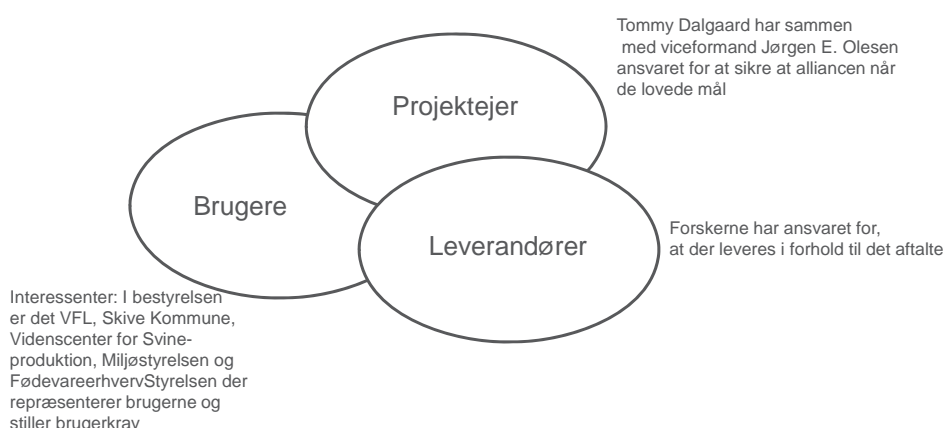 Tommy Dalgaard har sammen
med viceformand Jørgen E. Olesen
ansvaret for at sikre at alliancen når
de lovede mål
Projektejer
Brugere
Leverandører
Forskerne har ansvaret for,
at der leveres i forhold til det aftalte
Interessenter: I bestyrelsen
er det VFL, Skive Kommune,
Videnscenter for Svine-
produktion, Miljøstyrelsen og
FødevareerhvervStyrelsen der
repræsenterer brugerne og
stiller brugerkrav